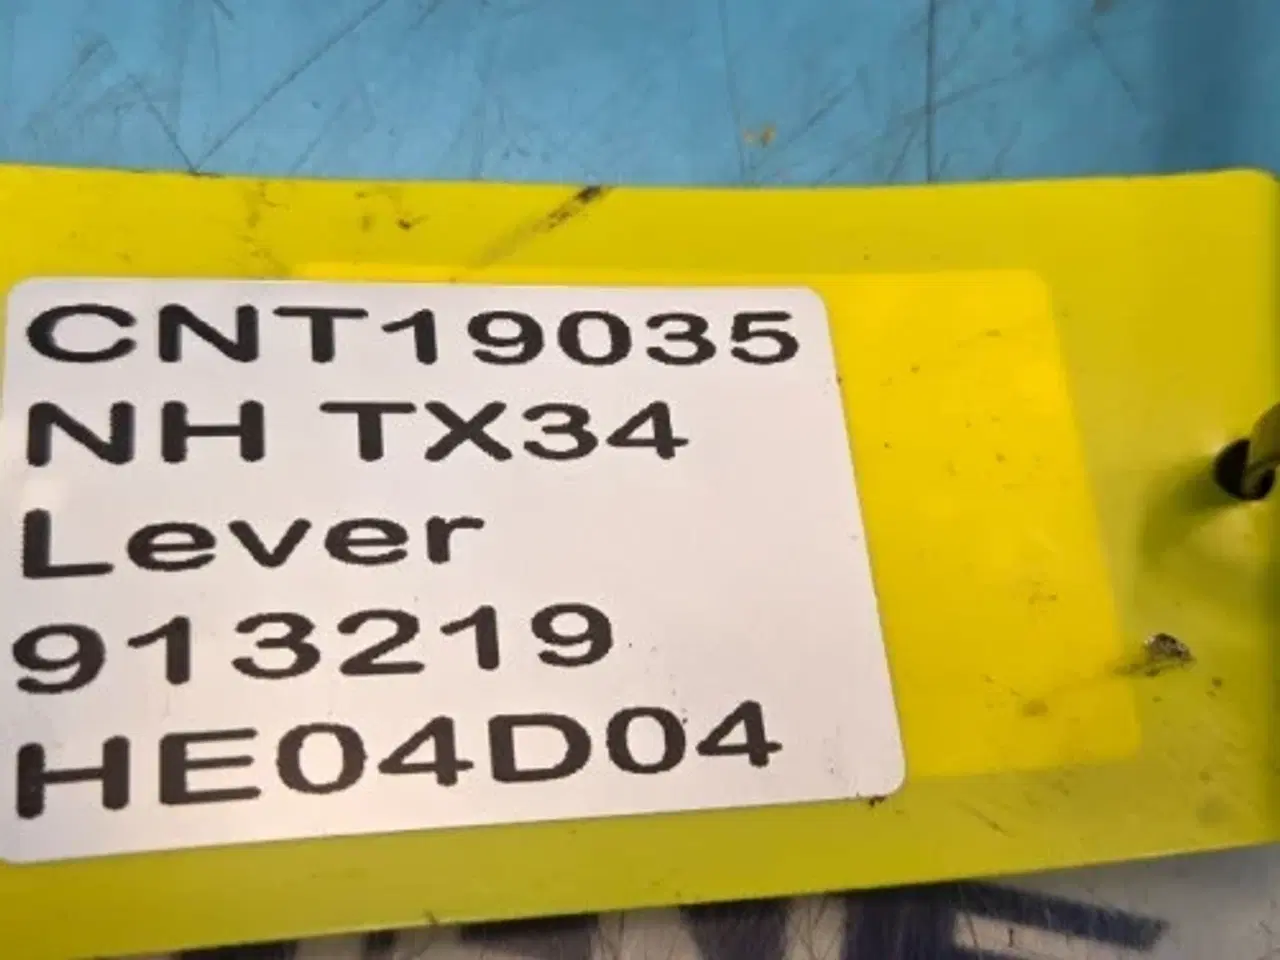 CNT19035
NH TX34
Lever
913219
HE04D04